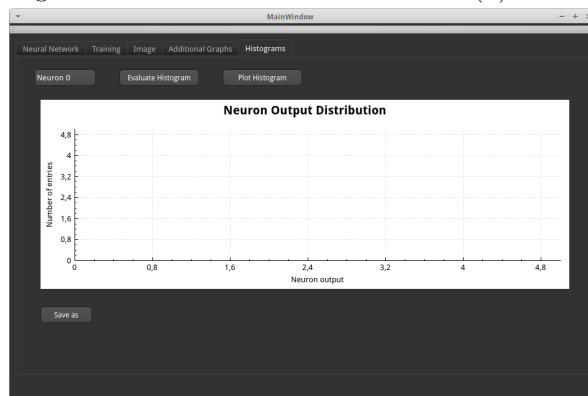 MainWindow
Neural Network Training Image Additional Graphs Histograms
Neuron 0 Evaluate Histogram Plot Histogram
Neuron Output Distribution
Number of entries
4,8
4
3,2
2,4
1,6
0,8
0
0 0,8 1,6 2,4 3,2 4 4,8
Neuron output
Save as